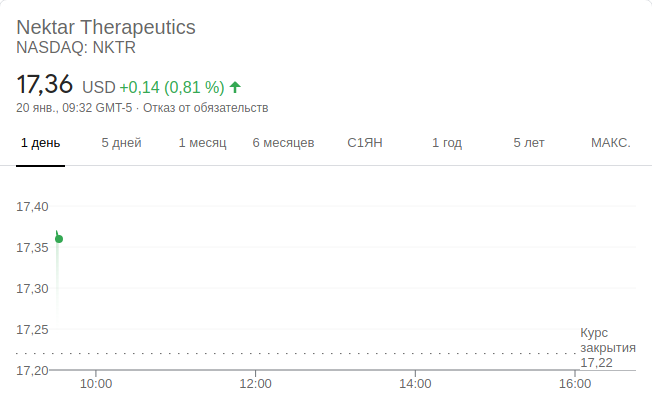 Nektar Therapeutics
NASDAQ: NKTR
17,36 USD +0,14 (0,81 %)
20 янв., 09:32 GMT-5 · Отказ от обязательств
1 день 5 дней 1 месяц 6 месяцев С1ЯН 1 год 5 лет МАКС.
17,40
17,35
17,30
17,25
17,20
Курс
закрытия
17,22
10:00 12:00 14:00 16:00